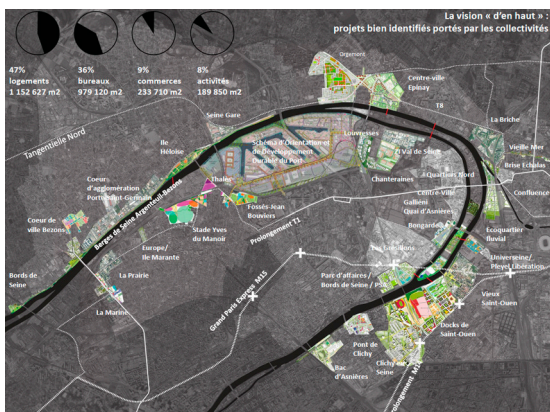 La vision « d'en haut » :
projets bien identifiés portés par les collectivités
47%
logements
1 152 627 m2
36%
bureaux
979 120 m2
9%
commerces
233 710 m2
8%
activités
189 850 m2
Orgemont
Centre-ville
Epinay
Tangentielle Nord
Seine Gare
T8
La Briche
Schéma d'Orientation et
de Développement
Durable du Port
Louvresses
Ile
Héloïse
Vieille Mer
Brise Echalas
Val de Seine
Chanteraines
Quartiers Nord
Confluence
Coeur
d'agglomération
Porte Saint-Germain
Thalès
Centre-Ville
Galliéni
Quai d'Asnières
Fossés-Jean
Bouviers
Coeur de
ville Bezons
Berges de Seine Argenteuil-Bezons
Stade Yves
du Manoir
Prolongement T1
Bongarde
Ecoquartier
fluvial
T1
Europe/
Ile Marante
Les Grésillons
Universeine/
Pleyel Libération
Bords de
Seine
La Prairie
Grand Paris Express M15
Parc d'affaires /
Bords de Seine / PSA
Vieux
Saint-Ouen
La Marine
Docks de
Saint-Ouen
Pont de
Clichy
Clichy
Seine
Bac
d'Asnières
Prolongement